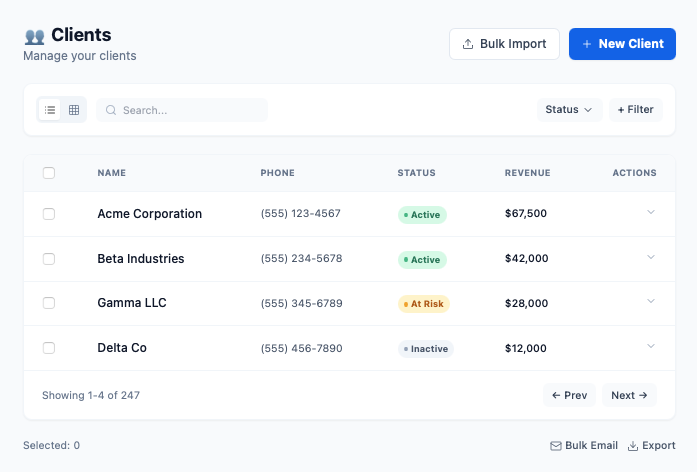 👥 Clients
Manage your clients
Bulk Import
+ New Client
Search...
Status
+ Filter
NAME PHONE STATUS REVENUE ACTIONS
Acme Corporation (555) 123-4567 Active $67,500
Beta Industries (555) 234-5678 Active $42,000
Gamma LLC (555) 345-6789 At Risk $28,000
Delta Co (555) 456-7890 Inactive $12,000
Showing 1-4 of 247
← Prev
Next →
Selected: 0
Bulk Email
Export